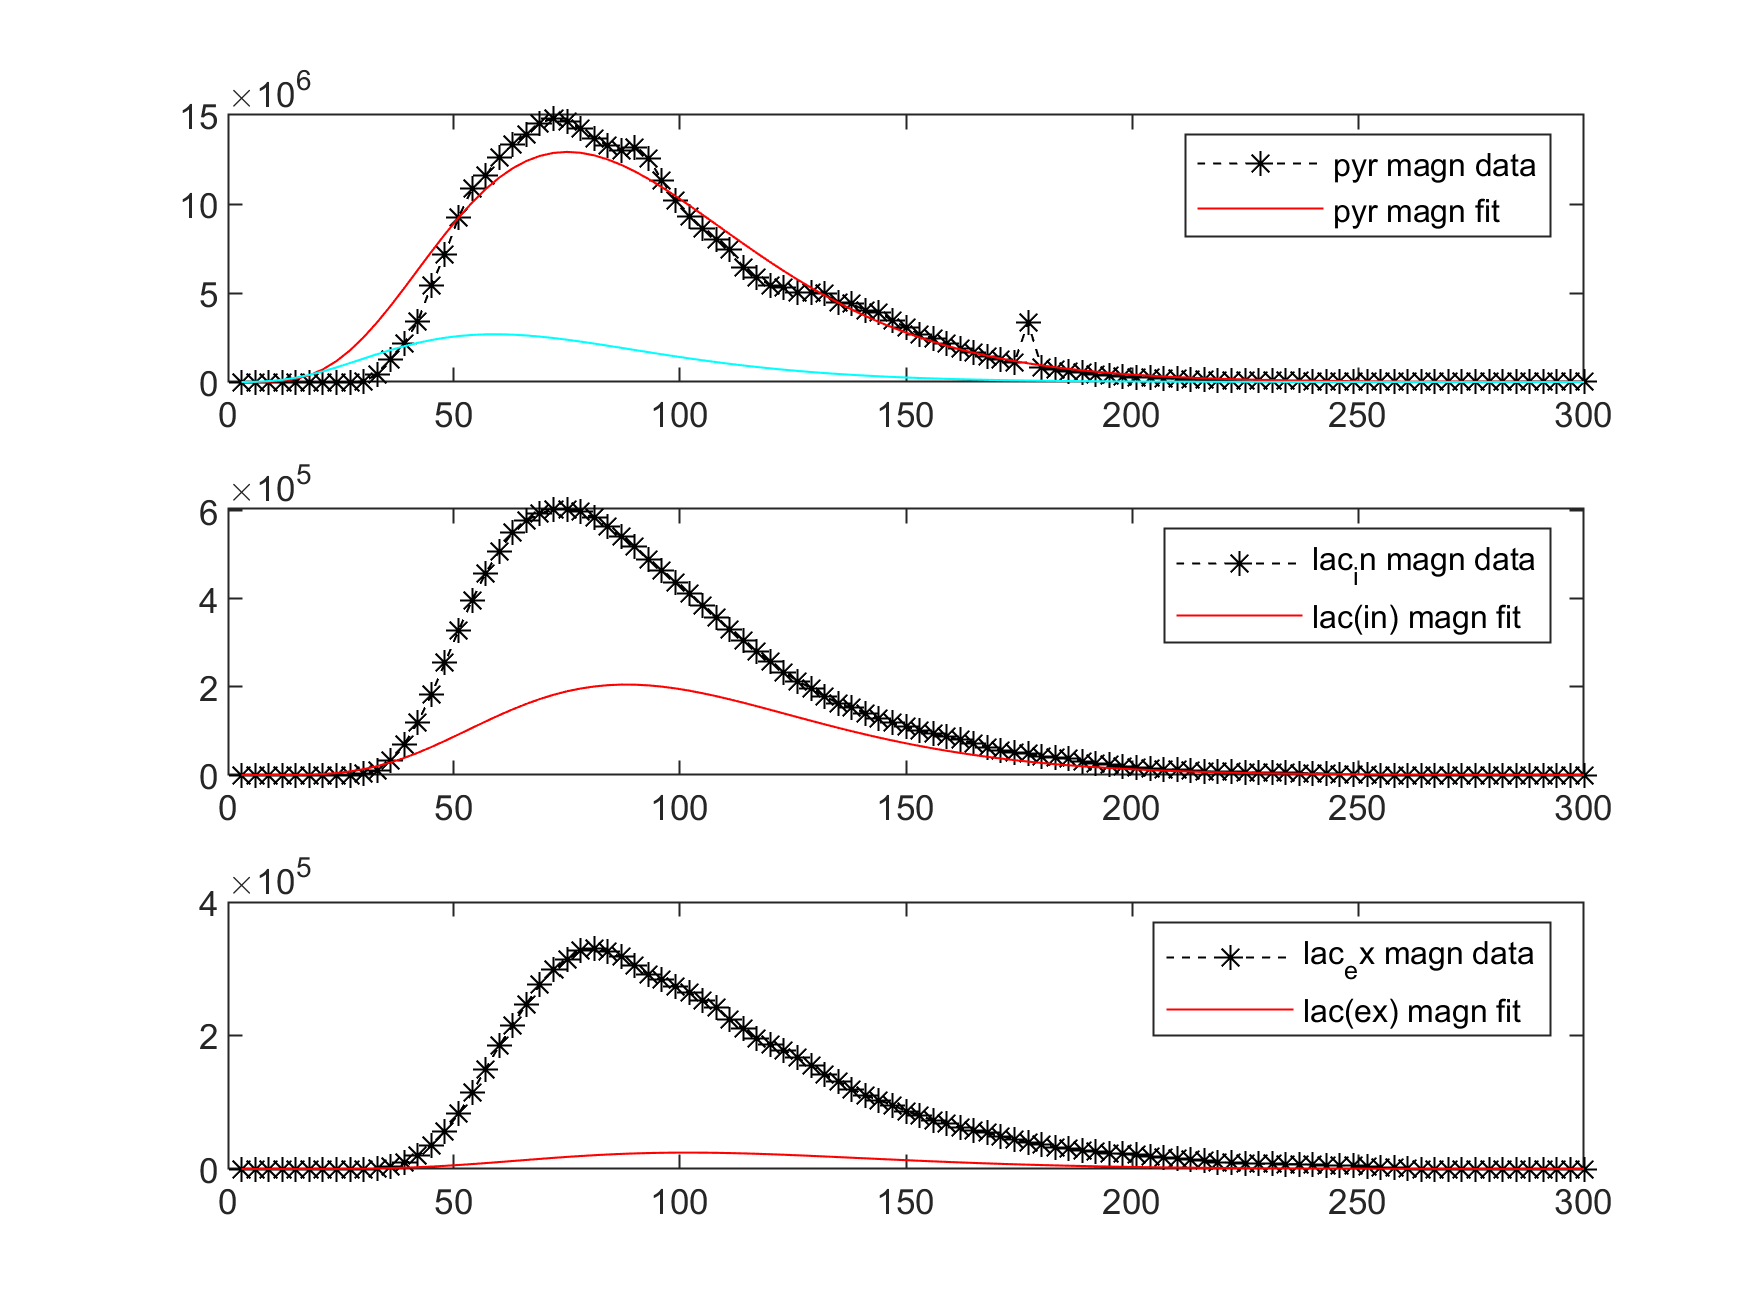 ×10^6
15
10
5
0
0 50 100 150 200 250 300
pyr magn data
pyr magn fit
×10^5
6
4
2
0
0 50 100 150 200 250 300
lac_in magn data
lac(in) magn fit
×10^5
4
2
0
0 50 100 150 200 250 300
lac_ex magn data
lac(ex) magn fit